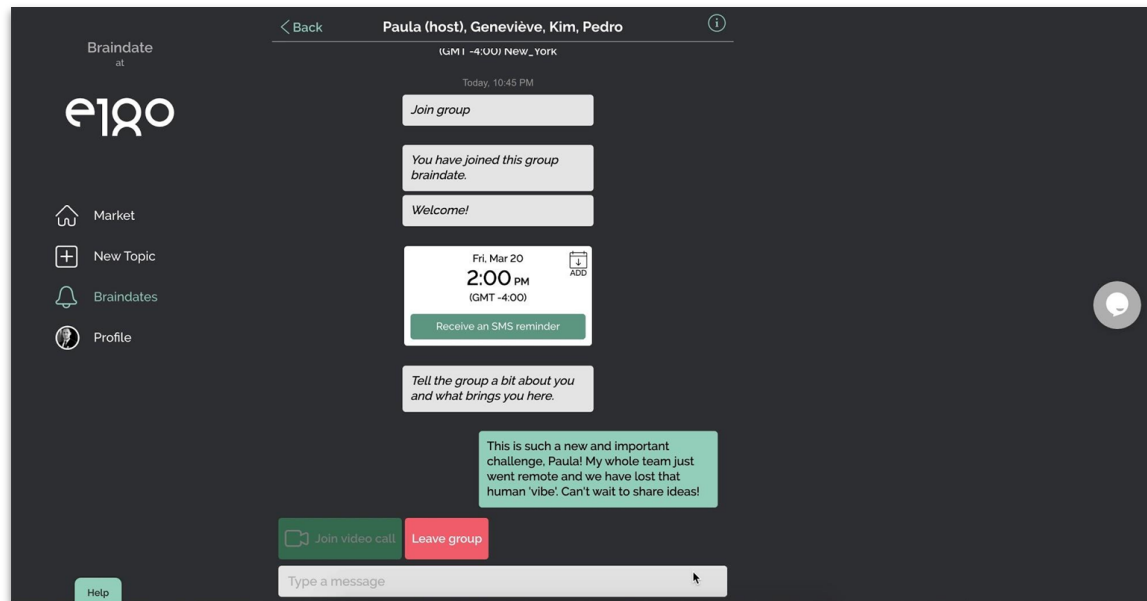 Braindate
at
e180
Market
New Topic
Braindates
Profile
Help
Back
Paula (host), Geneviève, Kim, Pedro
(GMT -4:00) New_York
Today, 10:45 PM
Join group
You have joined this group
braindate.
Welcome!
Fri, Mar 20
2:00 PM
(GMT -4:00)
ADD
Receive an SMS reminder
Tell the group a bit about you
and what brings you here.
This is such a new and important
challenge, Paula! My whole team just
went remote and we have lost that
human 'vibe'. Can't wait to share ideas!
Join video call
Leave group
Type a message